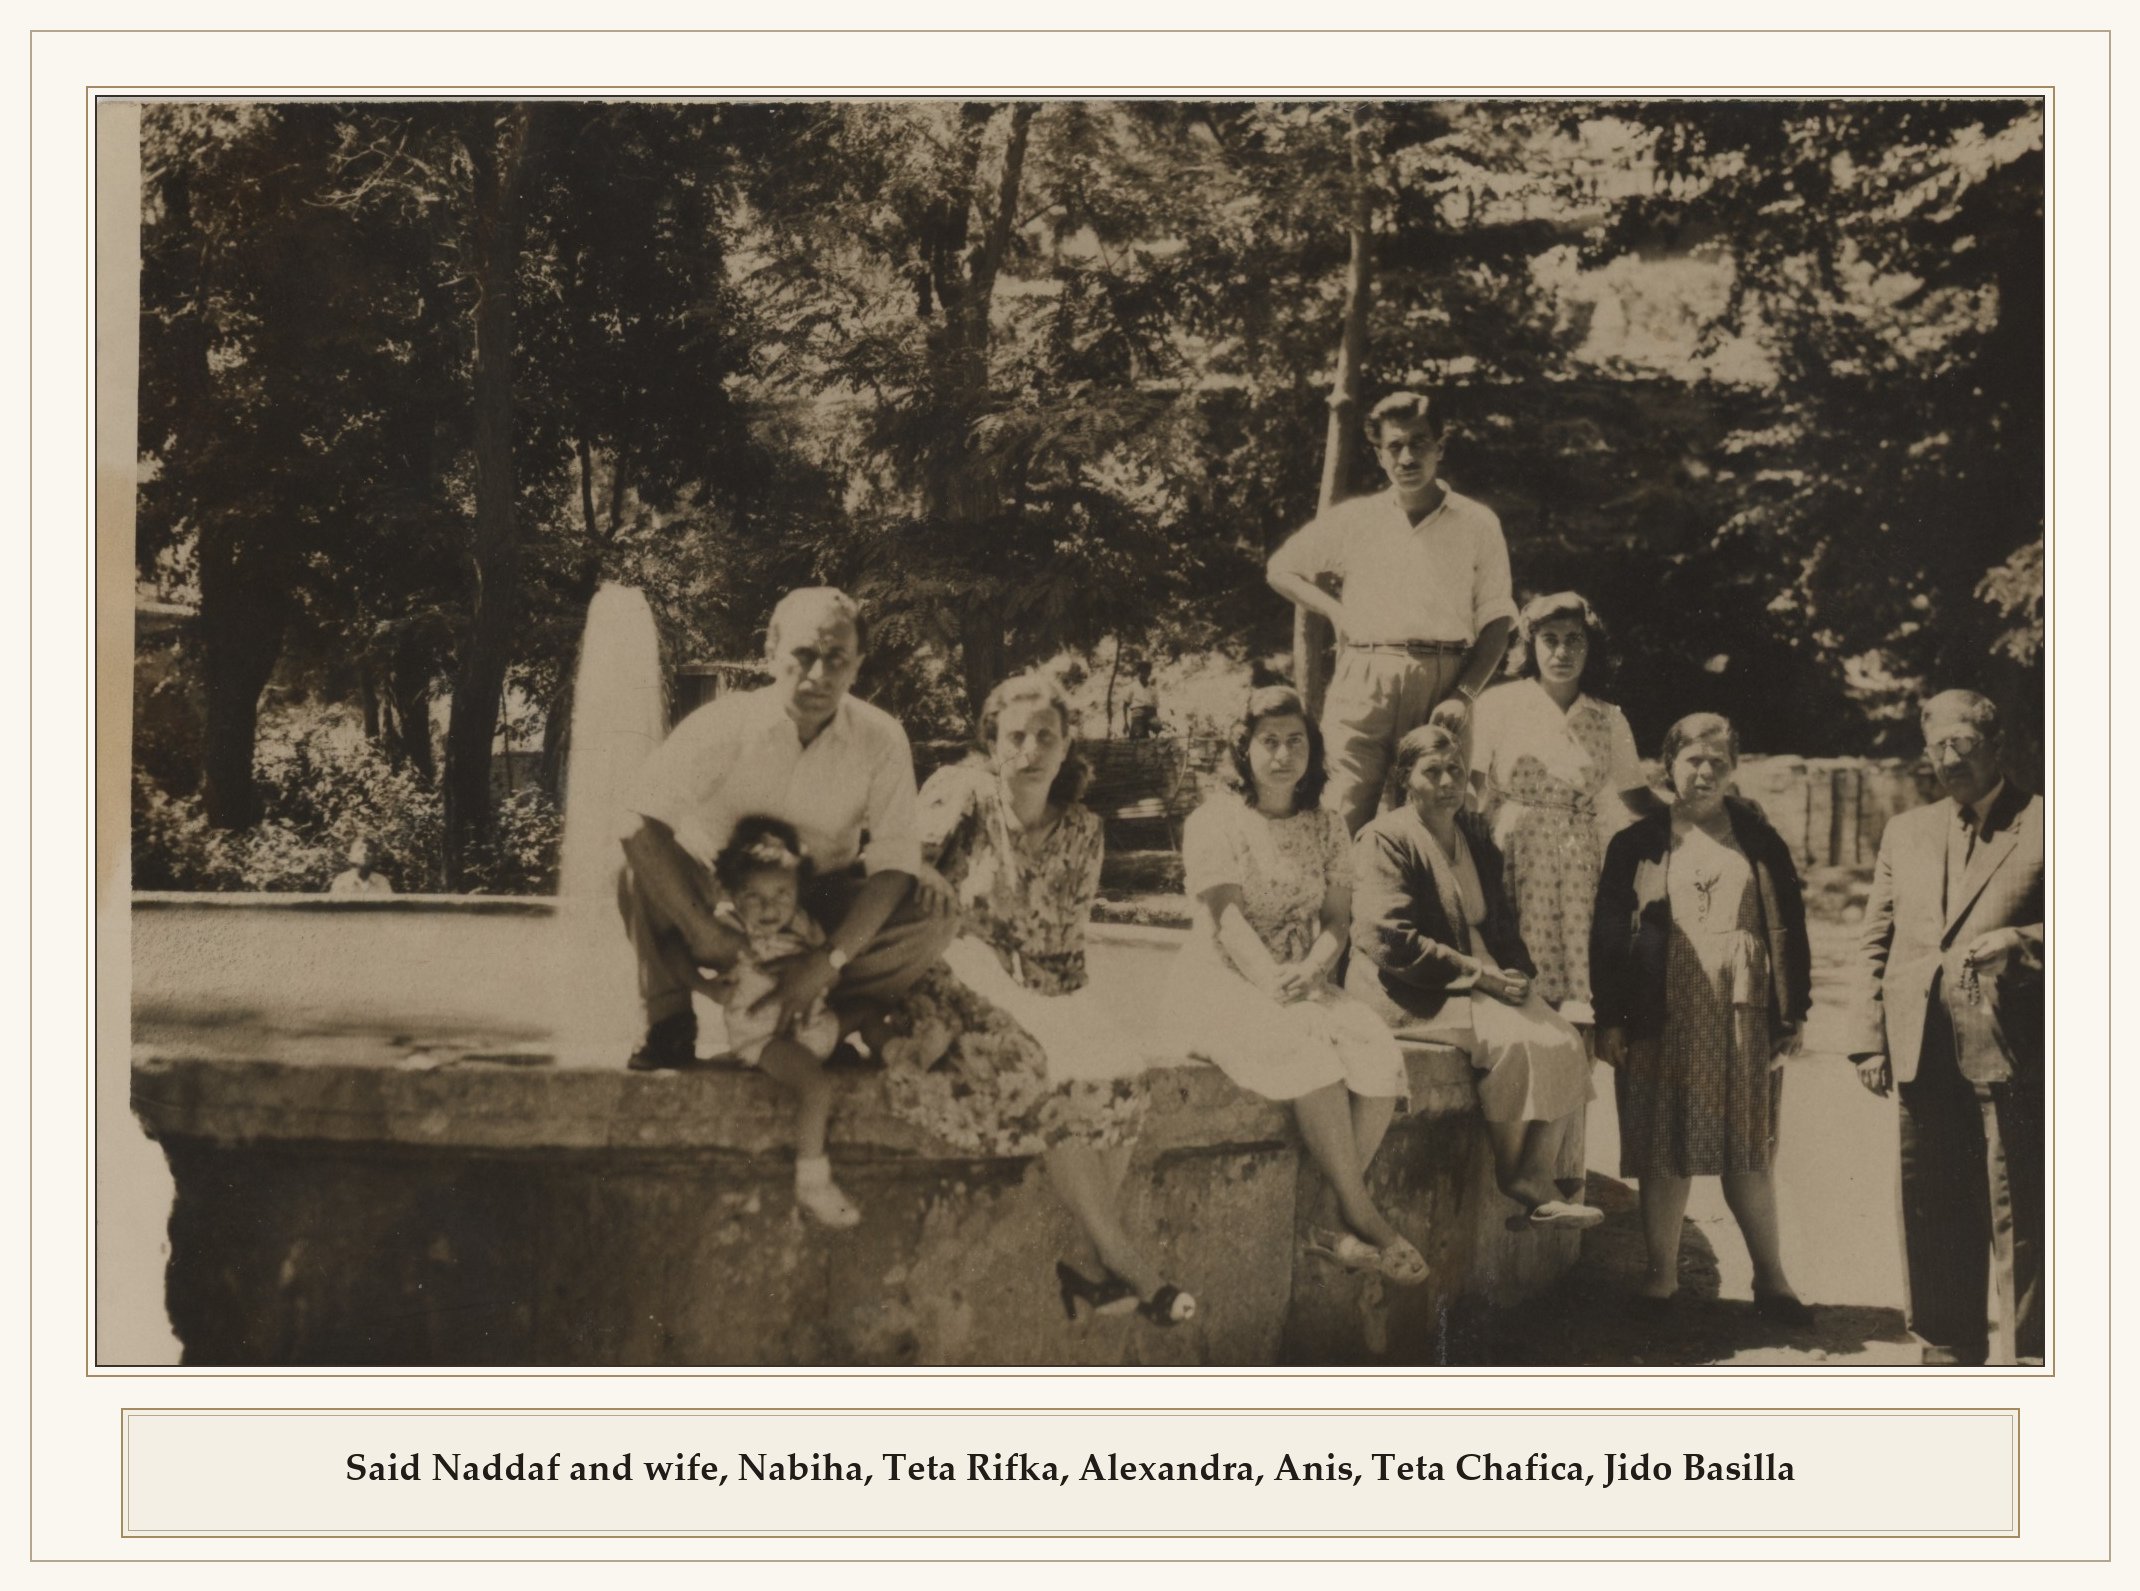 Said Naddaf and wife, Nabiha, Teta Rifka, Alexandra, Anis, Teta Chafica, Jido Basilla